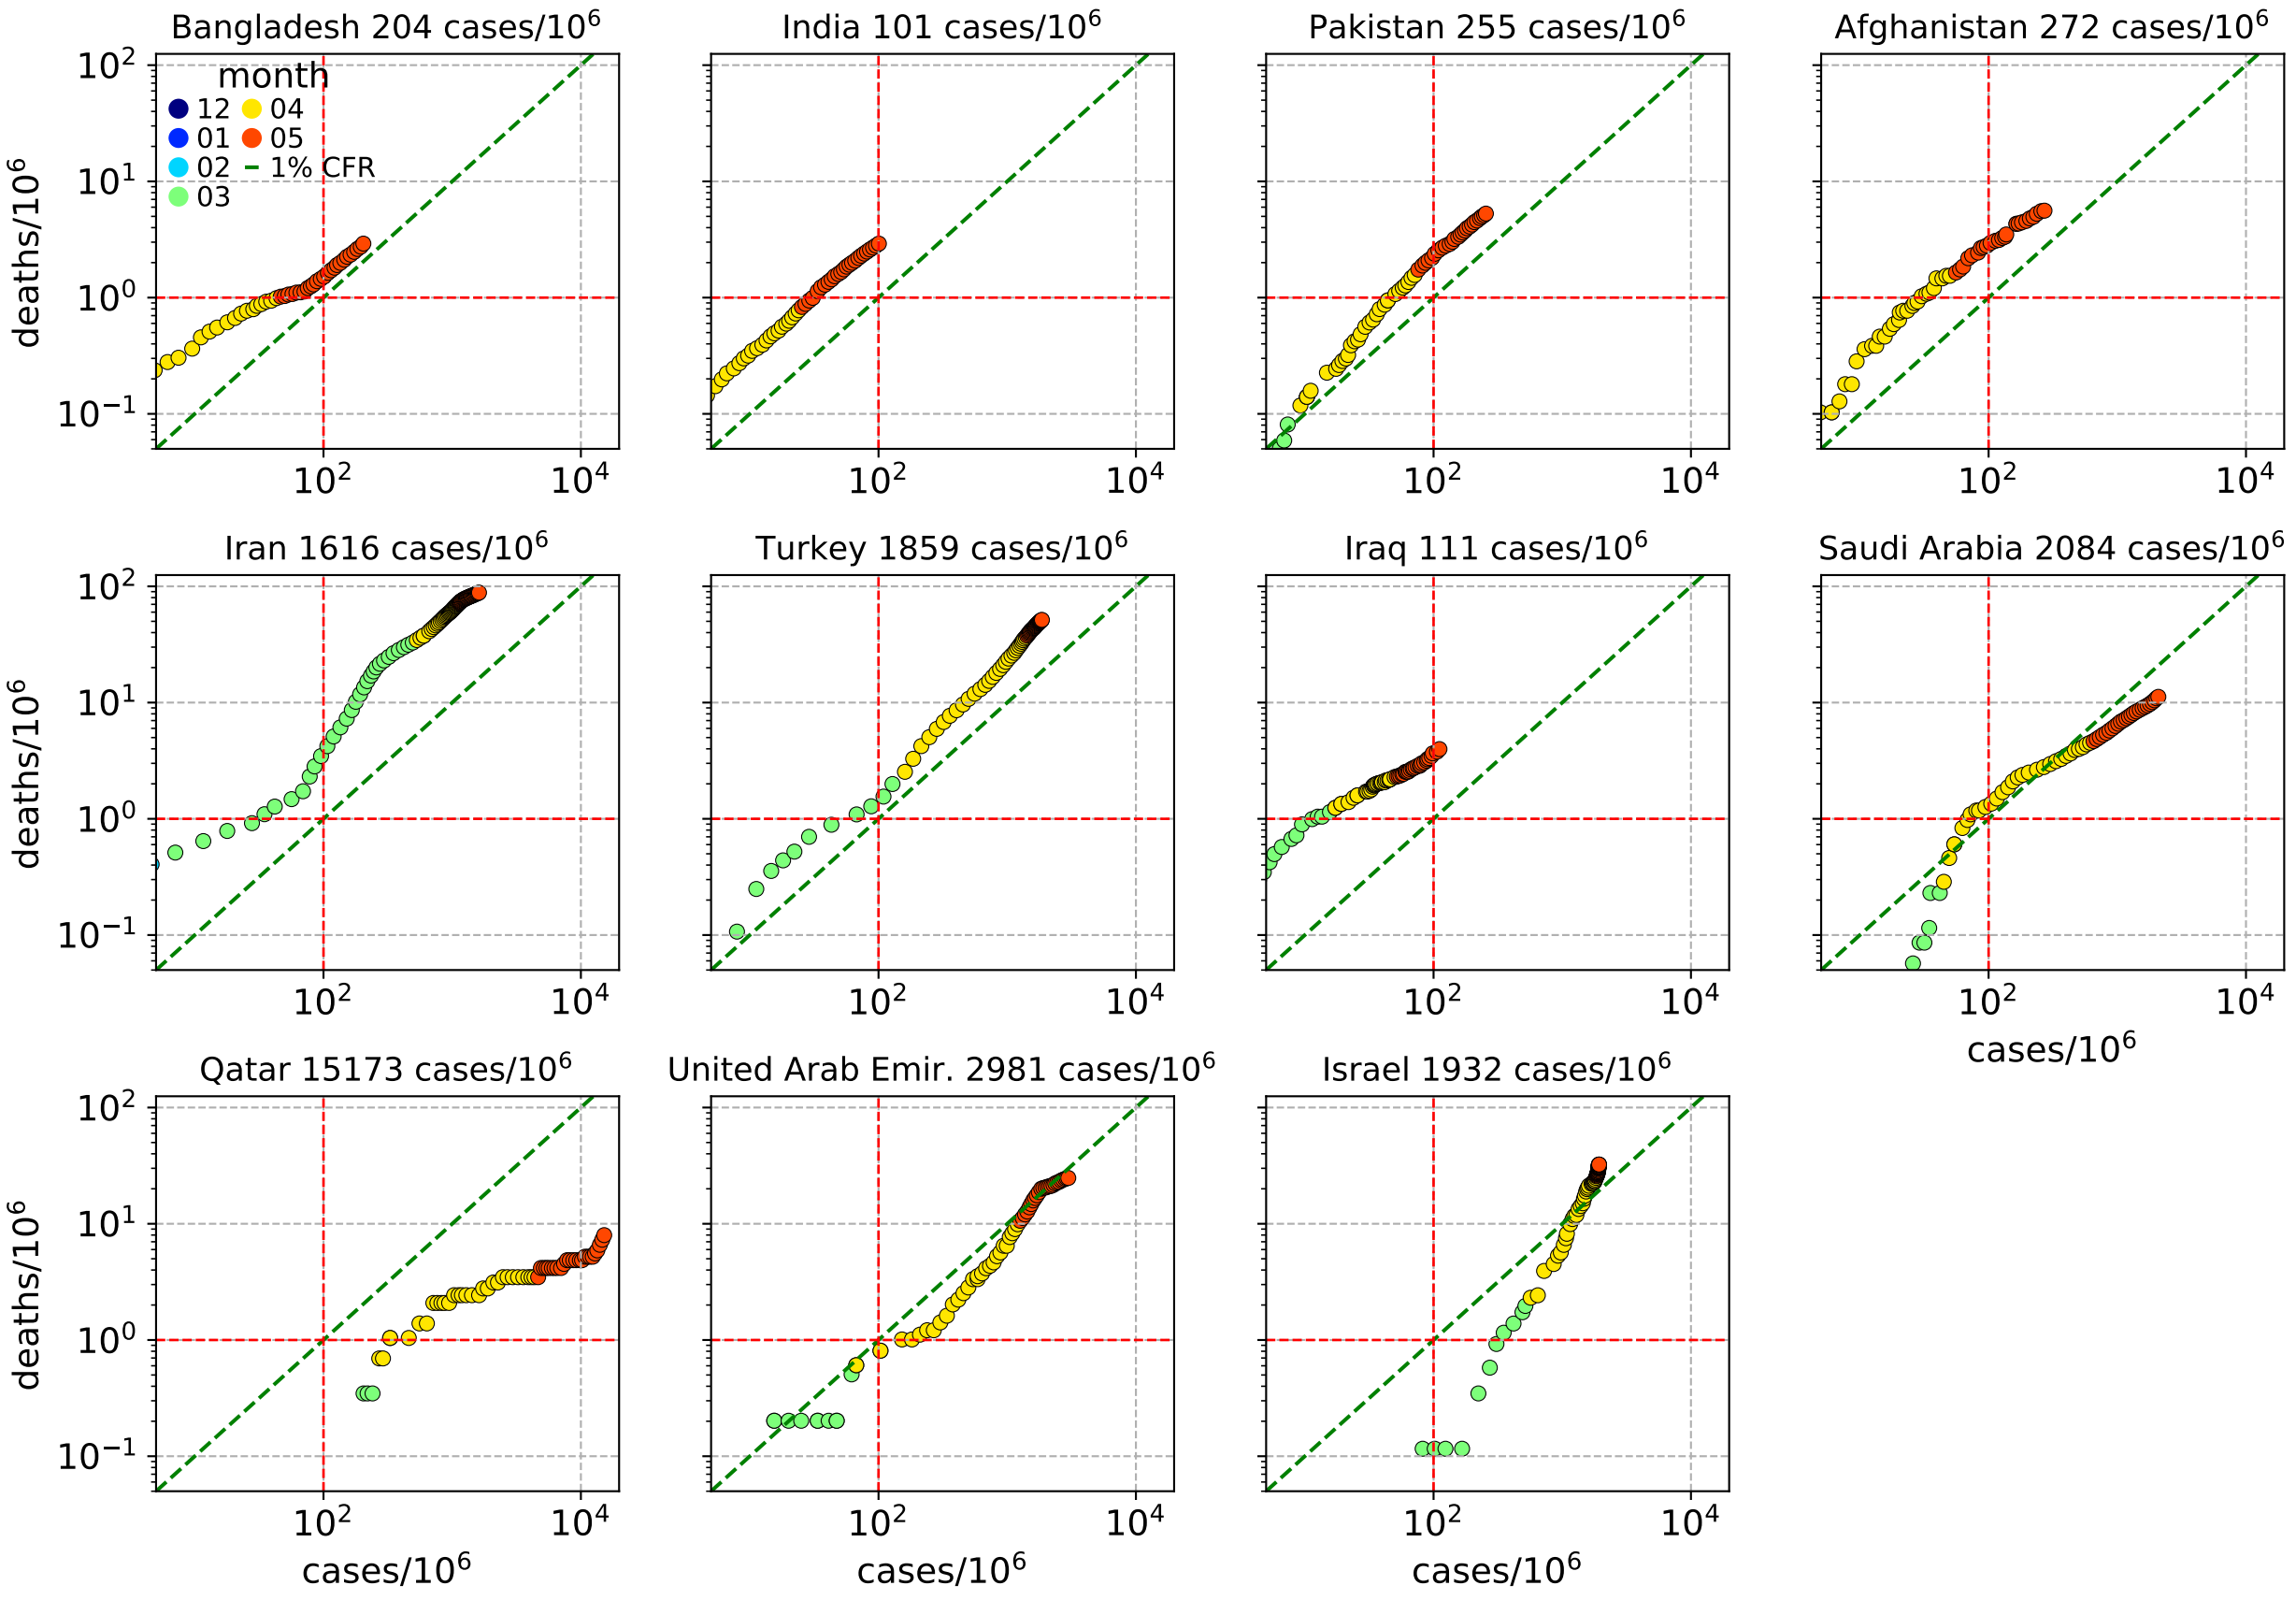 Bangladesh 204 cases/10⁶
India 101 cases/10⁶
Pakistan 255 cases/10⁶
Afghanistan 272 cases/10⁶
month
12 04
01 05
02 1% CFR
03
deaths/10⁶
10²
10¹
10⁰
10⁻¹
10² 10⁴
10² 10⁴
10² 10⁴
10² 10⁴
Iran 1616 cases/10⁶
Turkey 1859 cases/10⁶
Iraq 111 cases/10⁶
Saudi Arabia 2084 cases/10⁶
deaths/10⁶
10²
10¹
10⁰
10⁻¹
10² 10⁴
10² 10⁴
10² 10⁴
10² 10⁴
cases/10⁶
Qatar 15173 cases/10⁶
United Arab Emir. 2981 cases/10⁶
Israel 1932 cases/10⁶
deaths/10⁶
10²
10¹
10⁰
10⁻¹
10² 10⁴
10² 10⁴
10² 10⁴
cases/10⁶
cases/10⁶
cases/10⁶